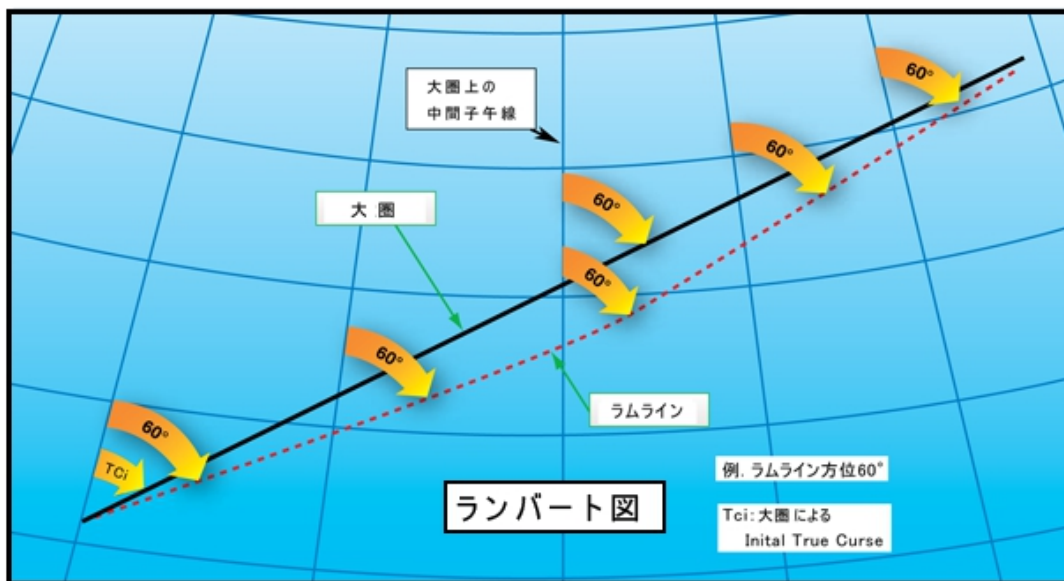 大圏上の
中間子午線
60°
60°
60°
大圏
60°
60°
60°
ラムライン
60°
TCi
例. ラムライン方位60°
ランバート図
Tci:大圏による
Inital True Curse